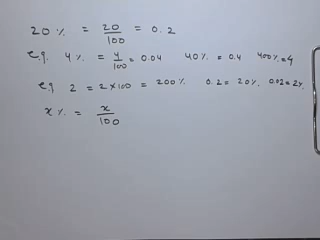 20 % = 20/100 = 0.2
e.g. 4 % = 4/100 = 0.04 40 % = 0.4 400 % = 4
e.g 2 = 2 × 100 = 200 % 0.2 = 20 % 0.02 = 2 %
x % = x/100